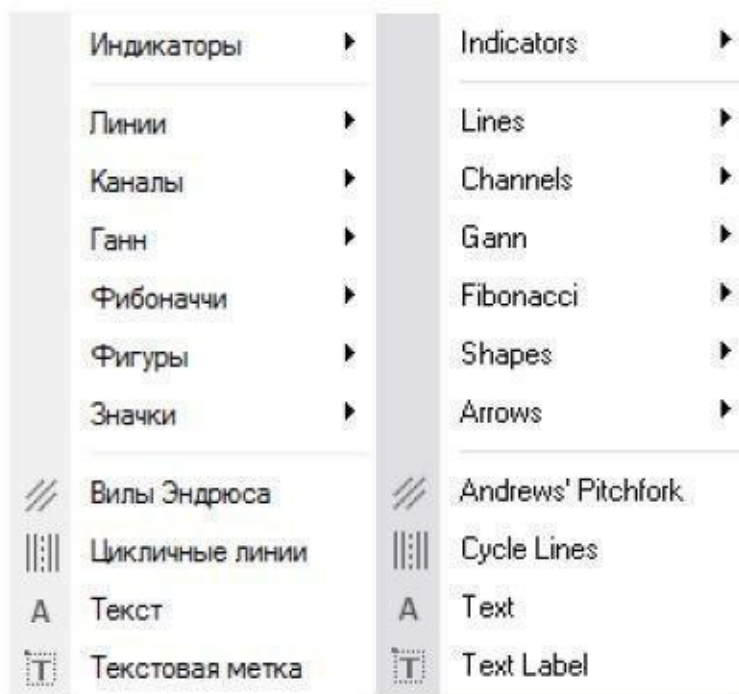 Индикаторы
Линии
Каналы
Ганн
Фибоначчи
Фигуры
Значки
Вилы Эндрюса
Цикличные линии
A Текст
T Текстовая метка
Indicators
Lines
Channels
Gann
Fibonacci
Shapes
Arrows
Andrews' Pitchfork
Cycle Lines
A Text
T Text Label